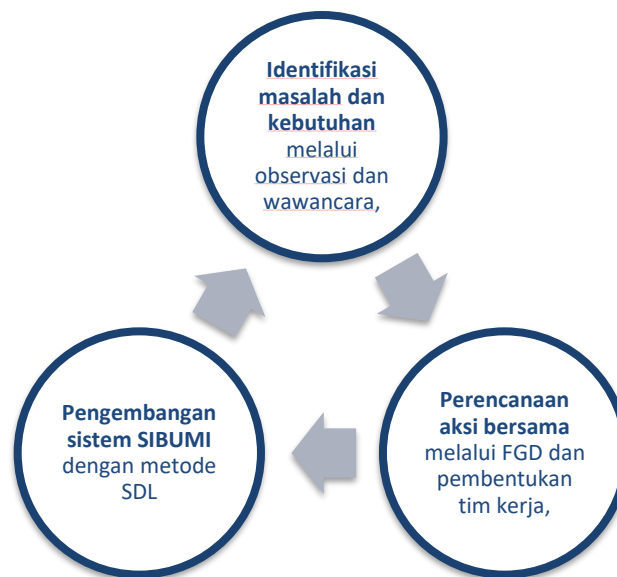 Identifikasi
masalah dan
kebutuhan
melalui
observasi dan
wawancara,
Perencanaan
aksi bersama
melalui FGD dan
pembentukan
tim kerja,
Pengembangan
sistem SIBUMI
dengan metode
SDL